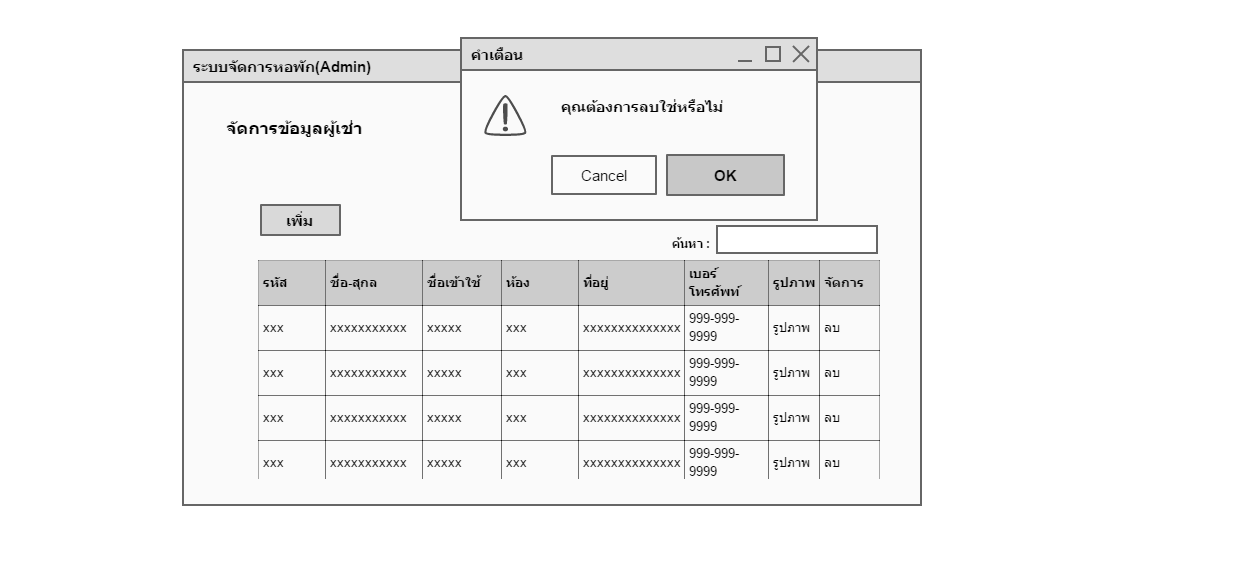 คำเตือน
ระบบจัดการหอพัก(Admin)
คุณต้องการลบใช่หรือไม่
จัดการข้อมูลผู้เช่า
Cancel OK
เพิ่ม
ค้นหา :
รหัส ชื่อ-สุกล ชื่อเข้าใช้ ห้อง ที่อยู่ เบอร์ รูปภาพ จัดการ
โทรศัพท์
xxx xxxxxxxxxxx xxxxx xxx xxxxxxxxxxxxxx 999-999- รูปภาพ ลบ
9999
xxx xxxxxxxxxxx xxxxx xxx xxxxxxxxxxxxxx 999-999- รูปภาพ ลบ
9999
xxx xxxxxxxxxxx xxxxx xxx xxxxxxxxxxxxxx 999-999- รูปภาพ ลบ
9999
xxx xxxxxxxxxxx xxxxx xxx xxxxxxxxxxxxxx 999-999- รูปภาพ ลบ
9999